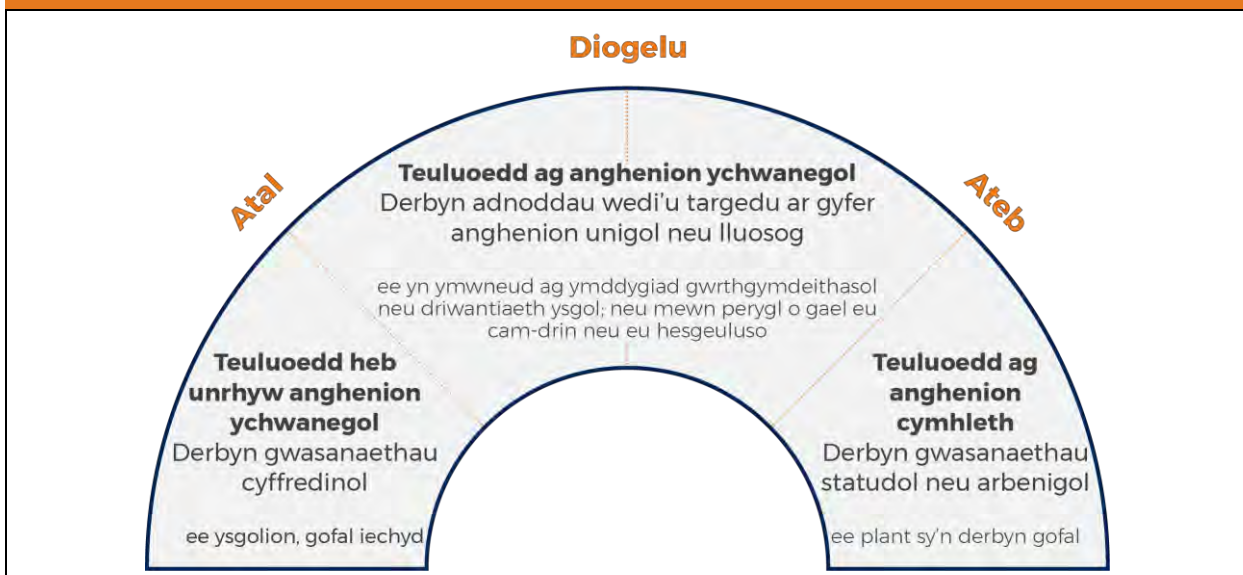 Diogelu
Atal
Ateb
Teuluoedd ag anghenion ychwanegol
Derbyn adnoddau wedi'u targedu ar gyfer
anghenion unigol neu lluosog
ee yn ymwneud ag ymddygiad gwrthgymdeithasol
neu driwantiaeth ysgol; neu mewn perygl o gael eu
cam-drin neu eu hesgeuluso
Teuluoedd heb
unrhyw anghenion
ychwanegol
Derbyn gwasanaethau
cyffredinol
ee ysgolion, gofal iechyd
Teuluoedd ag
anghenion
cymhleth
Derbyn gwasanaethau
statudol neu arbenigol
ee plant sy'n derbyn gofal